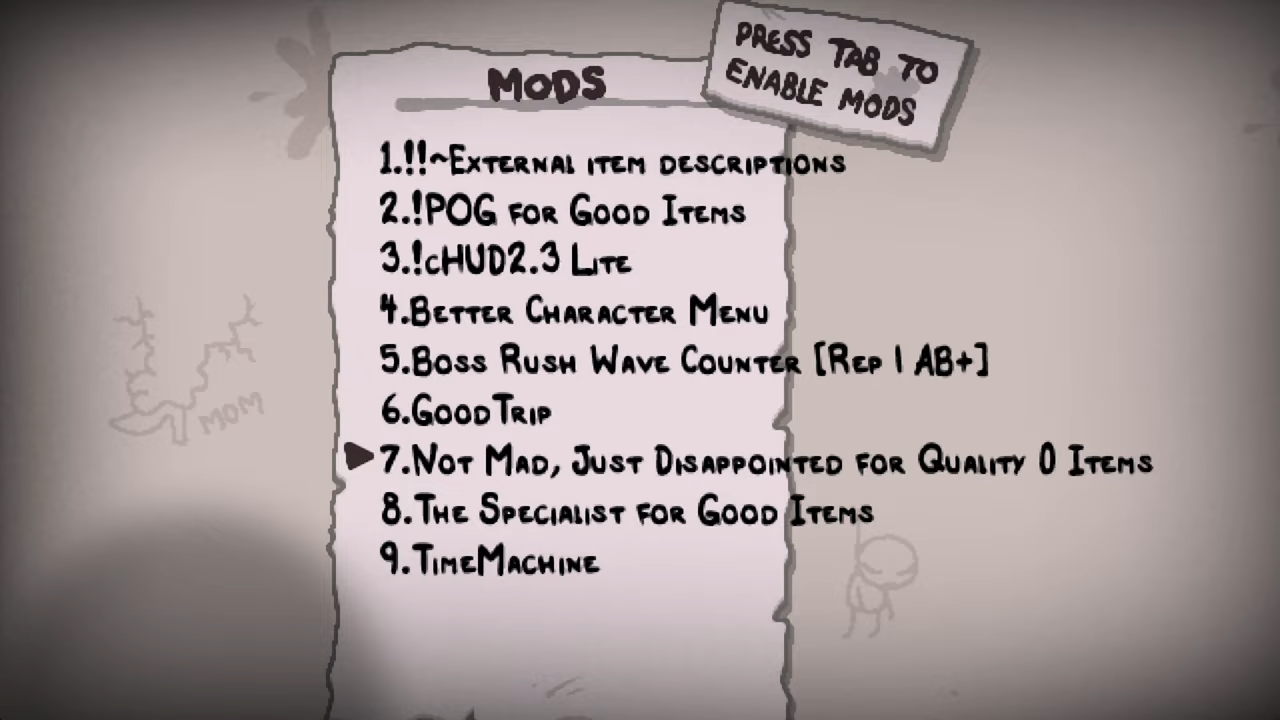 PRESS TAB TO
ENABLE MODS
MODS
1.!!~External item descriptions
2.!POG for Good Items
3.!cHUD2.3 Lite
4.Better Character Menu
5.Boss Rush Wave Counter [Rep | AB+]
6.GoodTrip
7.Not Mad, Just Disappointed for Quality 0 Items
8.The Specialist for Good Items
9.TimeMachine
MOM